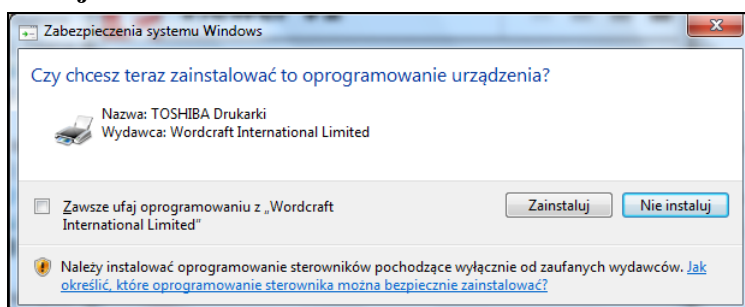 Zabezpieczenia systemu Windows
Czy chcesz teraz zainstalować to oprogramowanie urządzenia?
Nazwa: TOSHIBA Drukarki
Wydawca: Wordcraft International Limited
Zawsze ufaj oprogramowaniu z „Wordcraft
International Limited”
Zainstaluj
Nie instaluj
Należy instalować oprogramowanie sterowników pochodzące wyłącznie od zaufanych wydawców. Jak
określić, które oprogramowanie sterownika można bezpiecznie zainstalować?